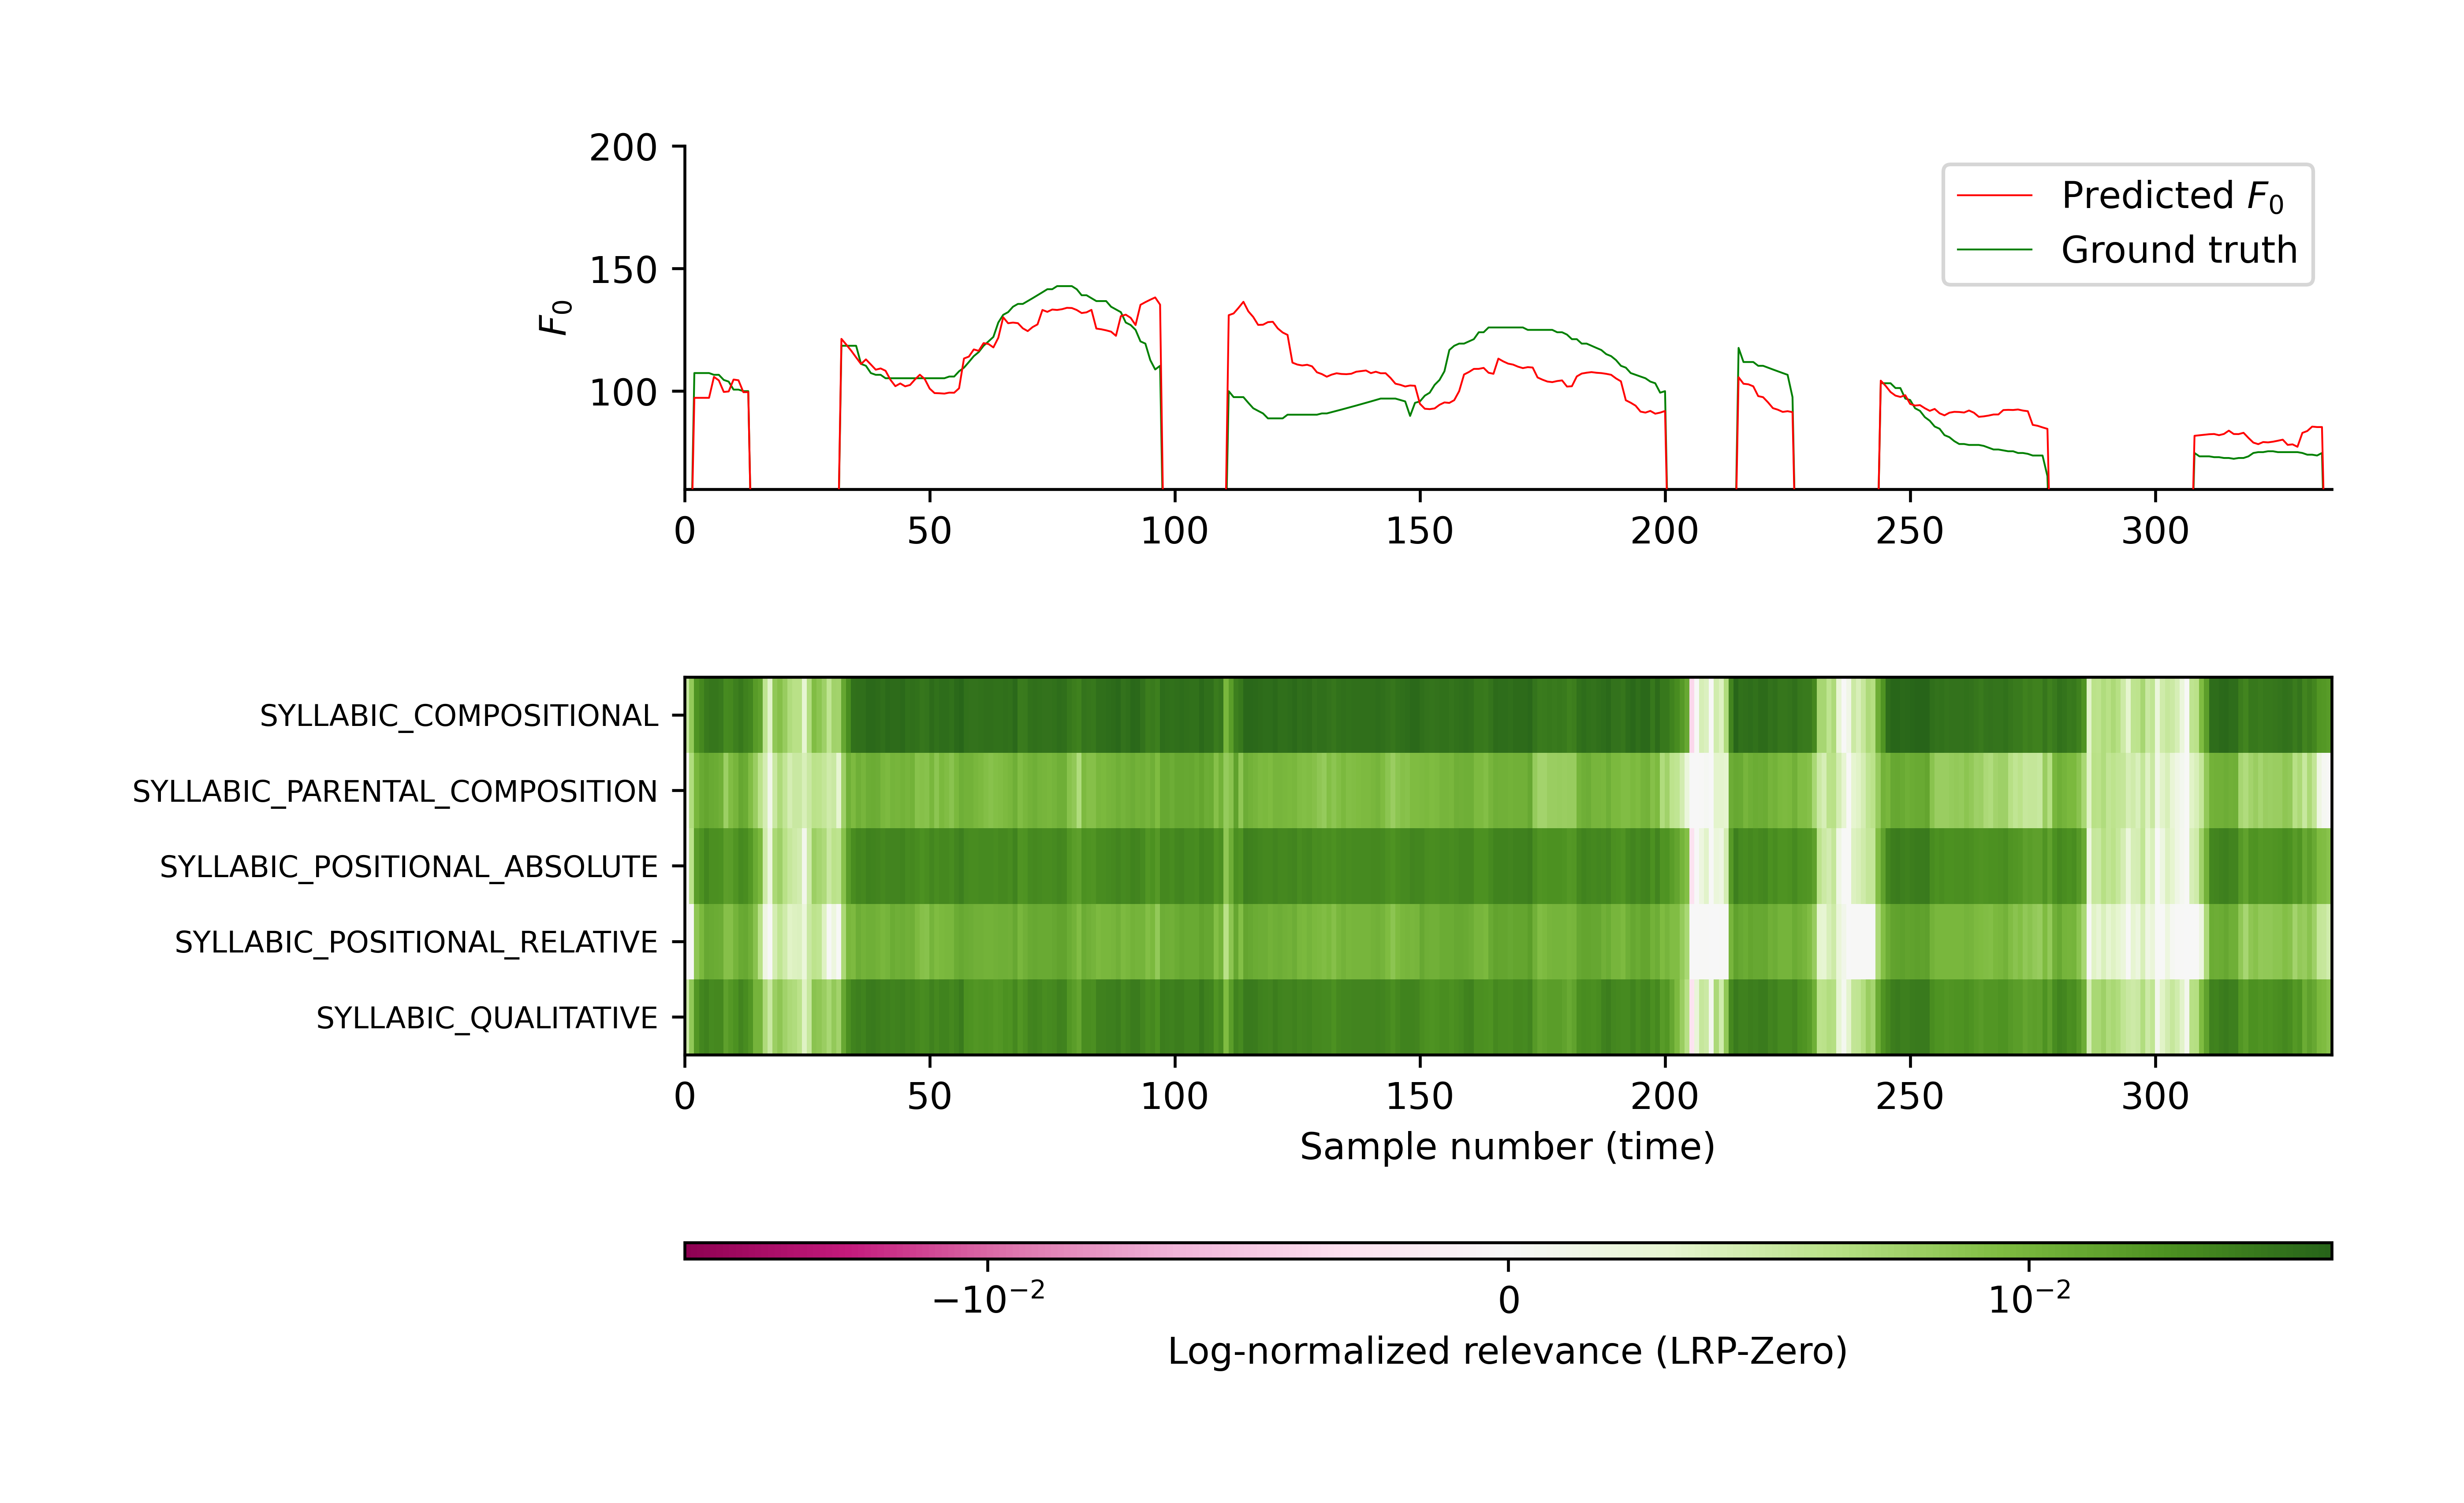 200
150
100
F0
Predicted F0
Ground truth
0 50 100 150 200 250 300
SYLLABIC_COMPOSITIONAL
SYLLABIC_PARENTAL_COMPOSITION
SYLLABIC_POSITIONAL_ABSOLUTE
SYLLABIC_POSITIONAL_RELATIVE
SYLLABIC_QUALITATIVE
0 50 100 150 200 250 300
Sample number (time)
−10⁻² 0 10⁻²
Log-normalized relevance (LRP-Zero)